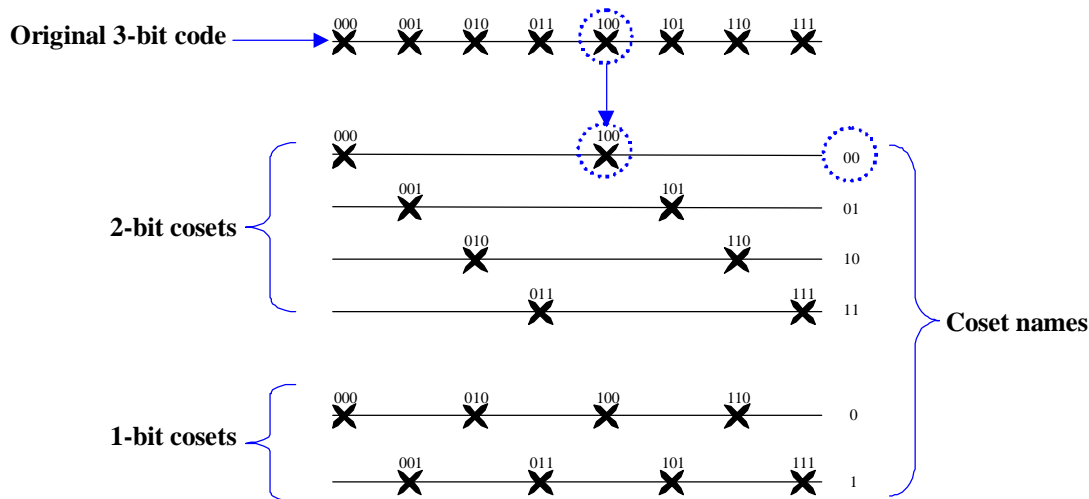 000 001 010 011 100 101 110 111
Original 3-bit code
000 100
00
001 101
01
2-bit cosets
010 110
10
011 111
11
Coset names
000 010 100 110
0
1-bit cosets
001 011 101 111
1